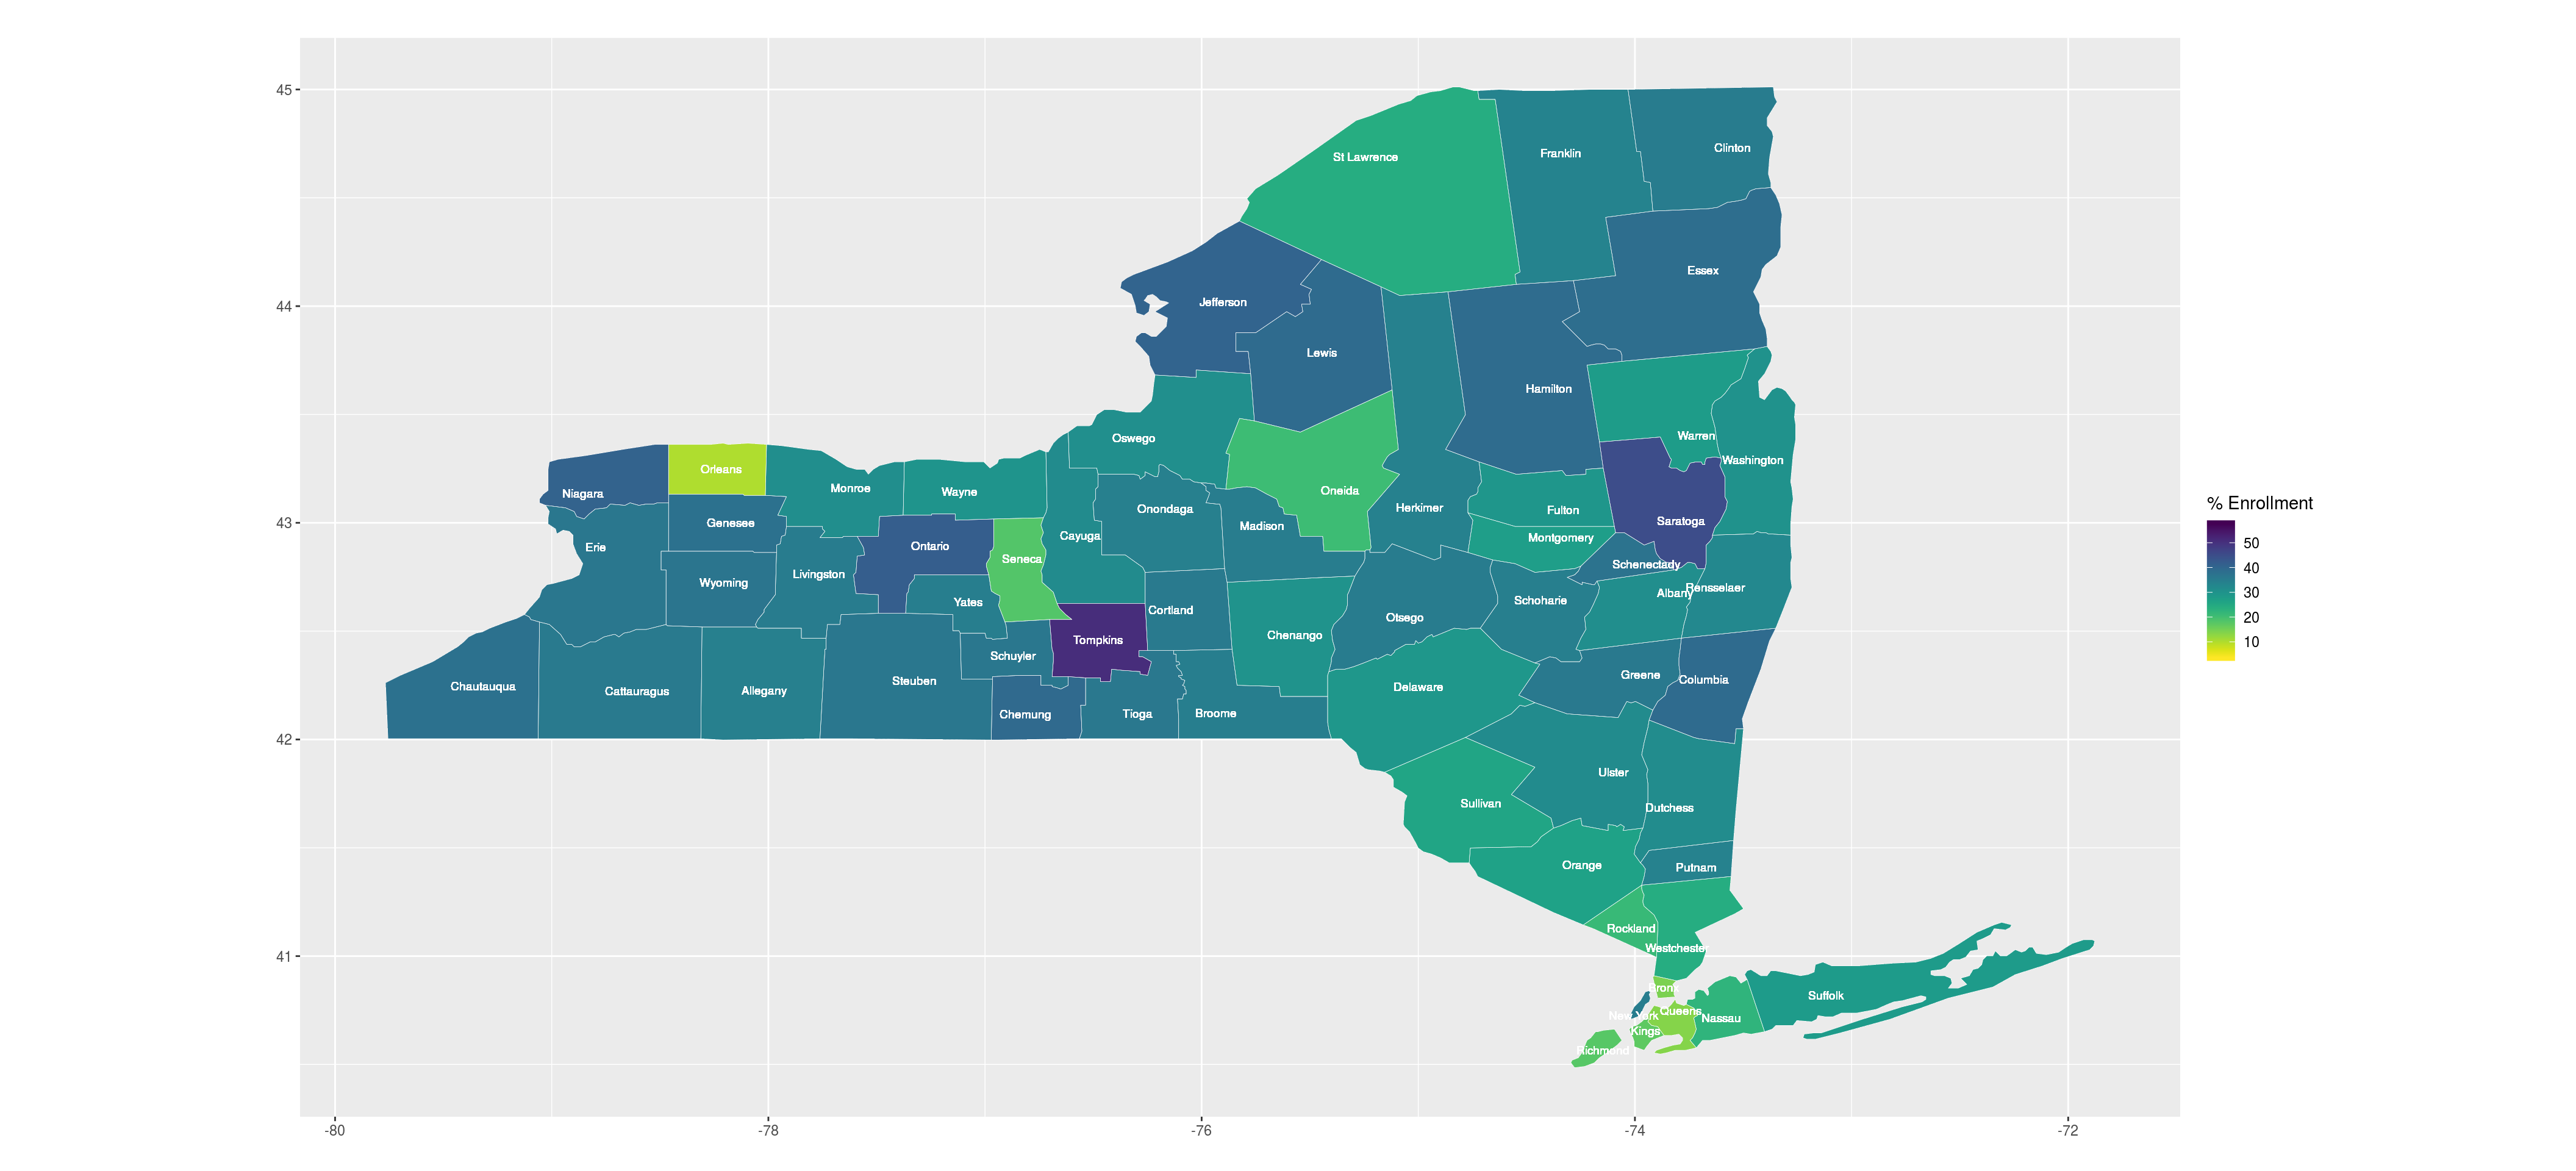 45
St Lawrence
Franklin
Clinton
Essex
44
Jefferson
Lewis
Hamilton
Warren
Oswego
Washington
Orleans
Oneida
Niagara
Monroe
Wayne
% Enrollment
Herkimer
Onondaga
Fulton
43
Genesee
Saratoga
Madison
Cayuga
Montgomery
50
Erie
Ontario
Seneca
Schenectady
40
Livingston
Wyoming
Rensselaer
Albany
30
Yates
Cortland
Schoharie
Otsego
20
Chenango
Tompkins
10
Schuyler
Greene
Columbia
Steuben
Chautauqua
Cattaraugus
Allegany
Delaware
Chemung
Tioga
Broome
42
Ulster
Sullivan
Dutchess
Orange
Putnam
Rockland
Westchester
41
Bronx
Suffolk
Queens
New York
Nassau
Kings
Richmond
-80
-78
-76
-74
-72